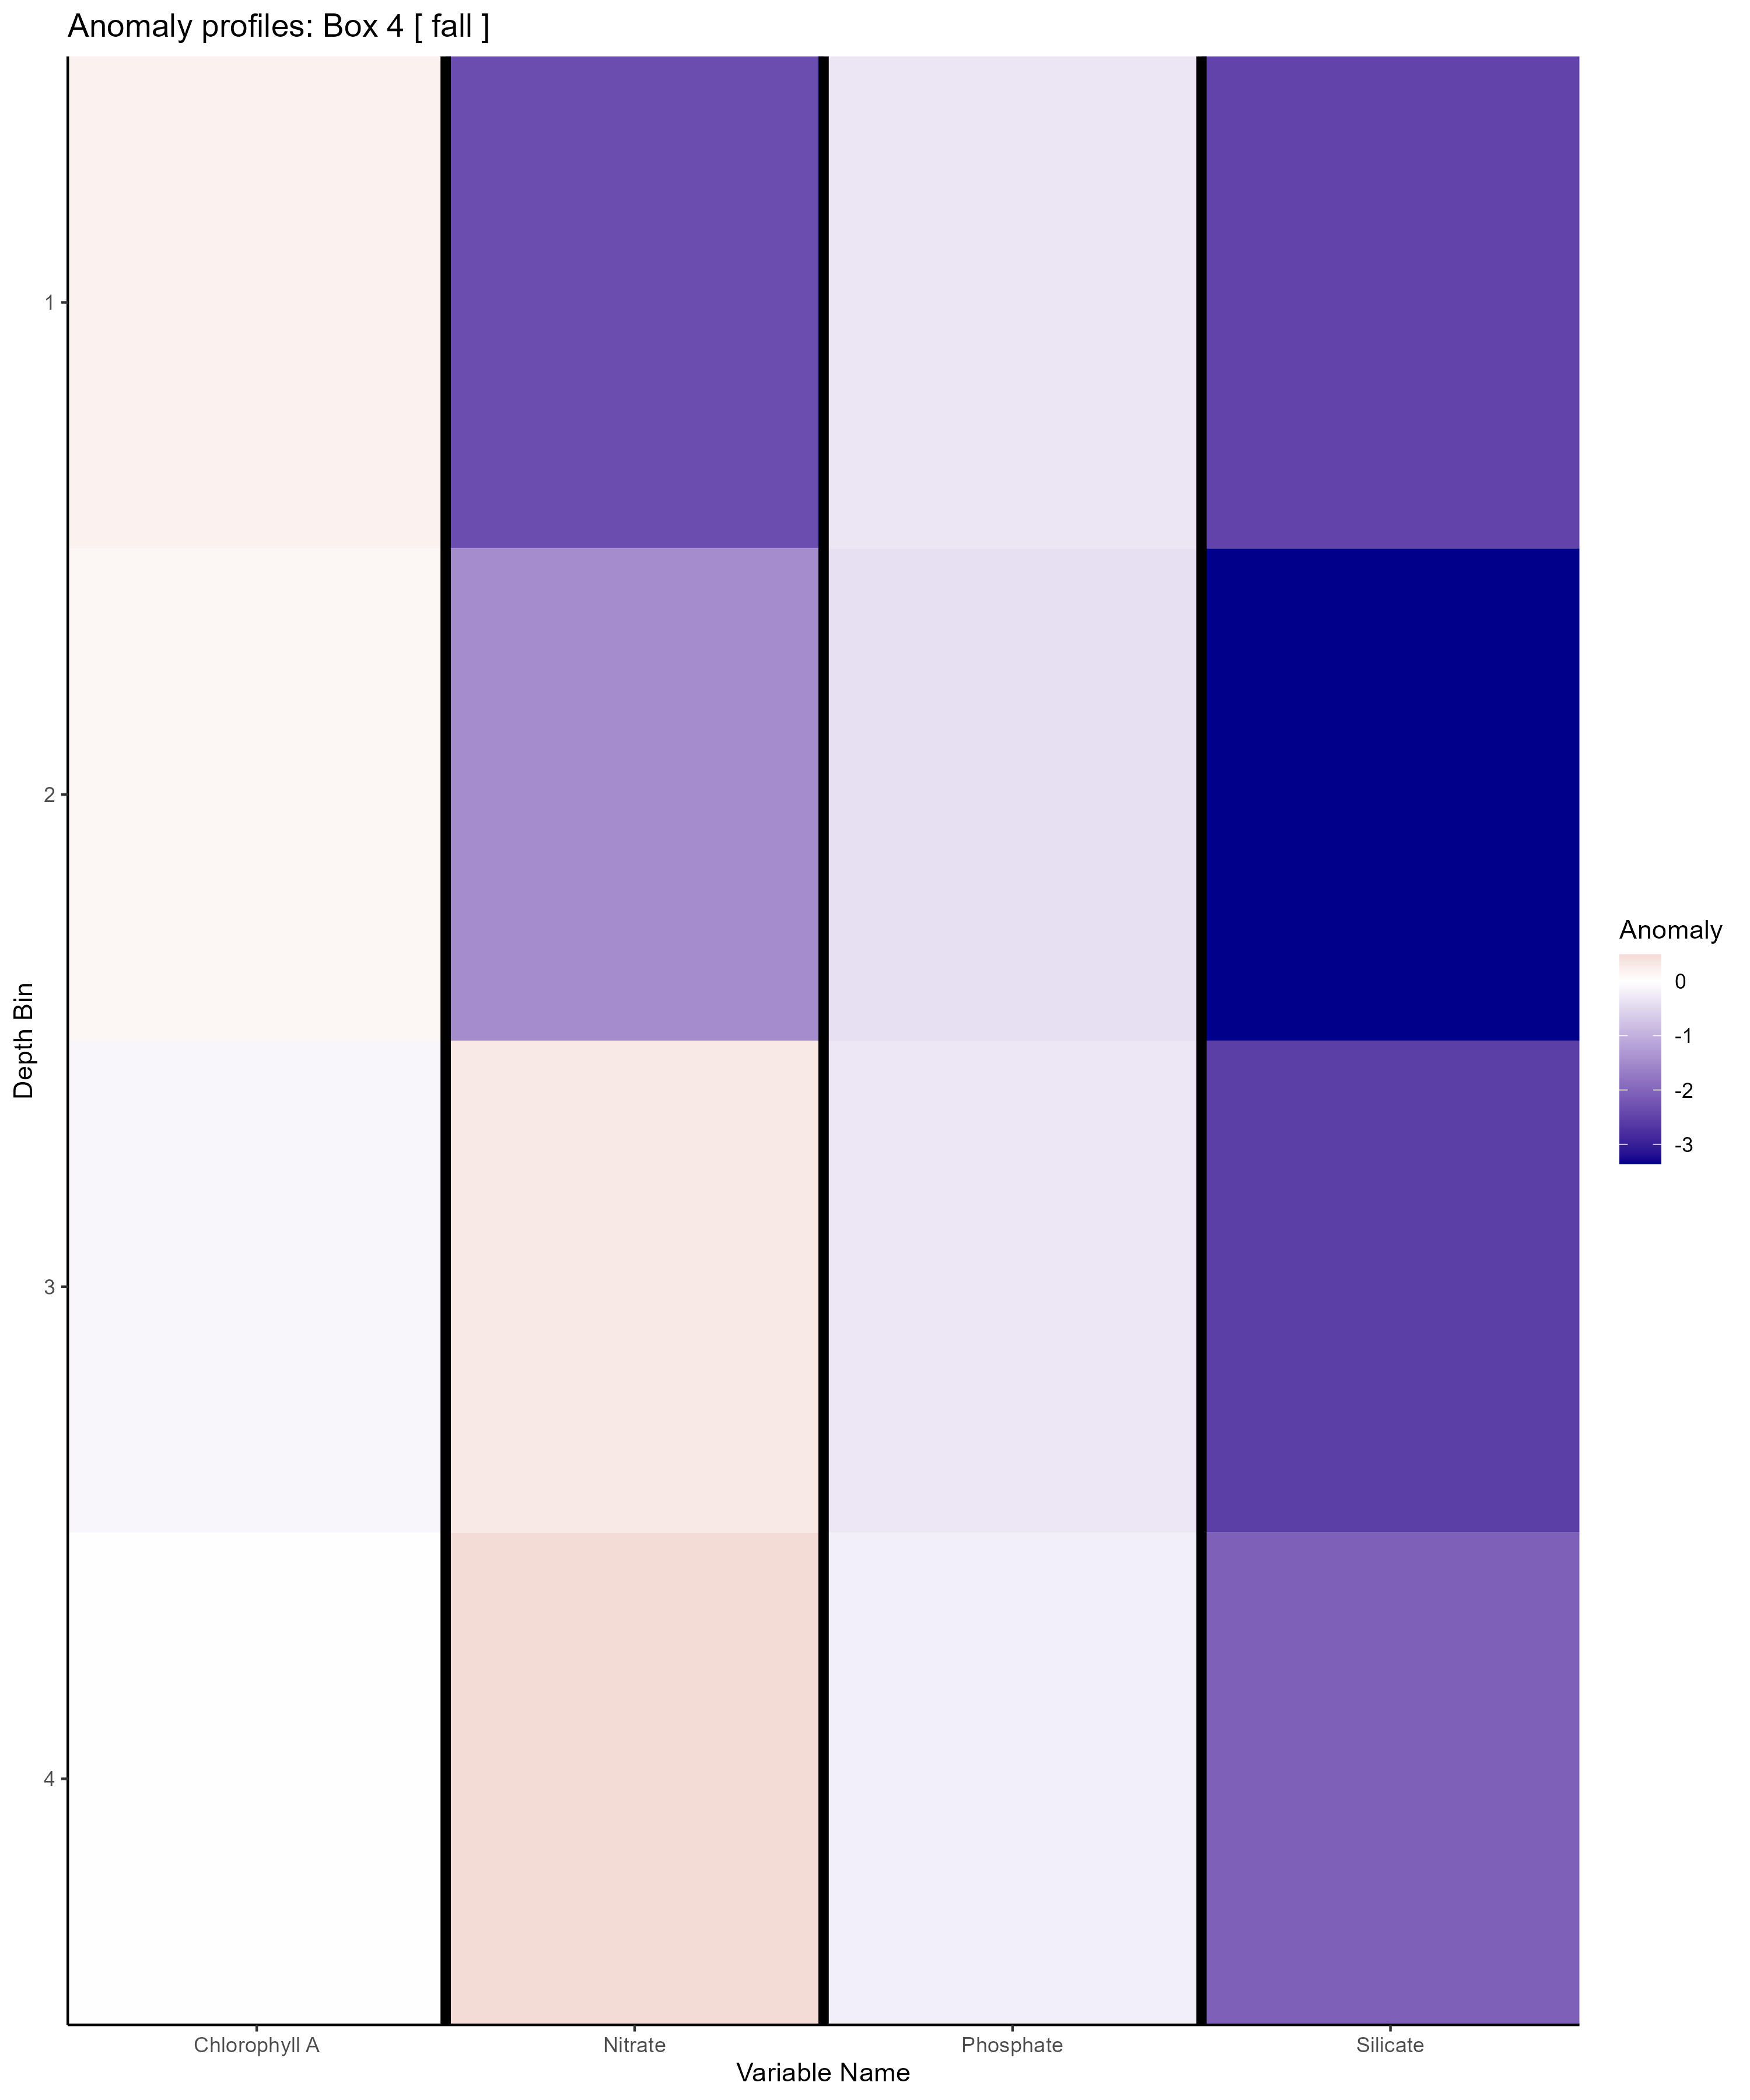 Anomaly profiles: Box 4 [ fall ]
1
2
3
4
Depth Bin
Chlorophyll A
Nitrate
Phosphate
Silicate
Variable Name
Anomaly
0
-1
-2
-3